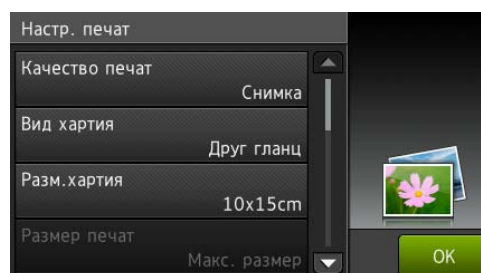 Настр. печат
Качество печат
Снимка
Вид хартия
Друг гланц
Разм.хартия
10x15cm
Размер печат
Макс. размер
OK